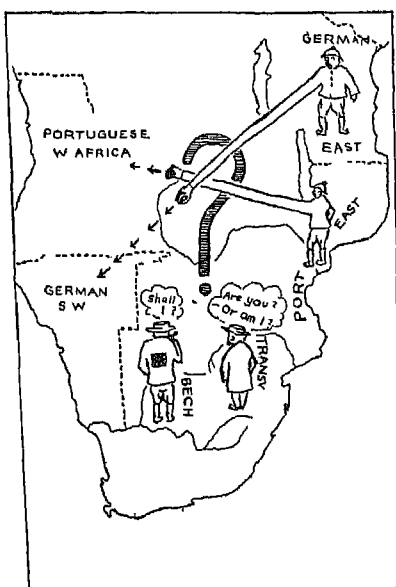 GERMAN
EAST
PORTUGUESE
W AFRICA
EAST
PORT
GERMAN
S W
Shall
I?
Are you?
Or am I?
TRANSV
BECH